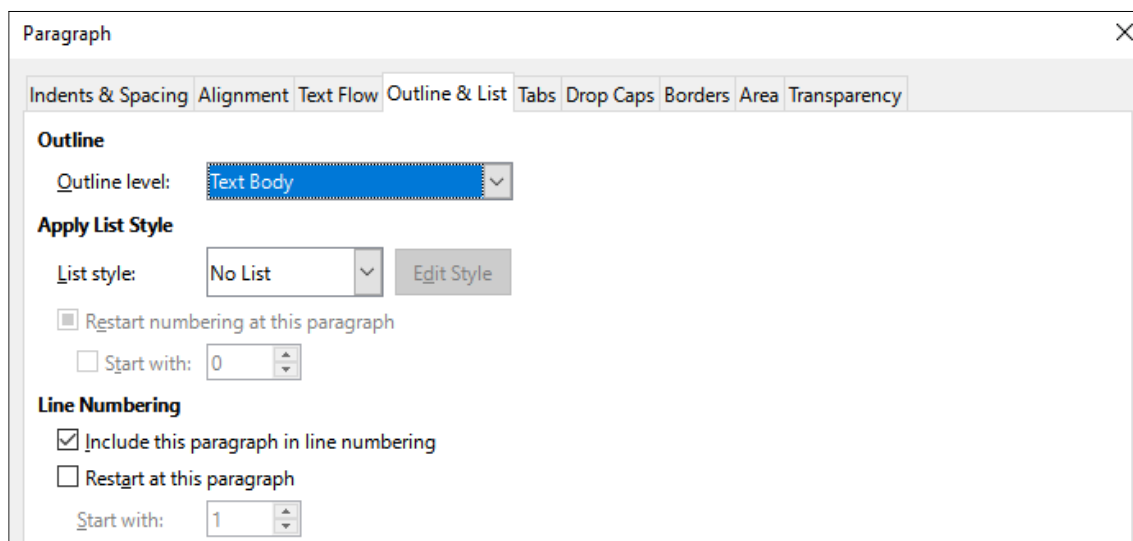 Paragraph
Indents & Spacing Alignment Text Flow Outline & List Tabs Drop Caps Borders Area Transparency
Outline
Outline level: Text Body
Apply List Style
List style: No List Edit Style
Restart numbering at this paragraph
Start with: 0
Line Numbering
Include this paragraph in line numbering
Restart at this paragraph
Start with: 1